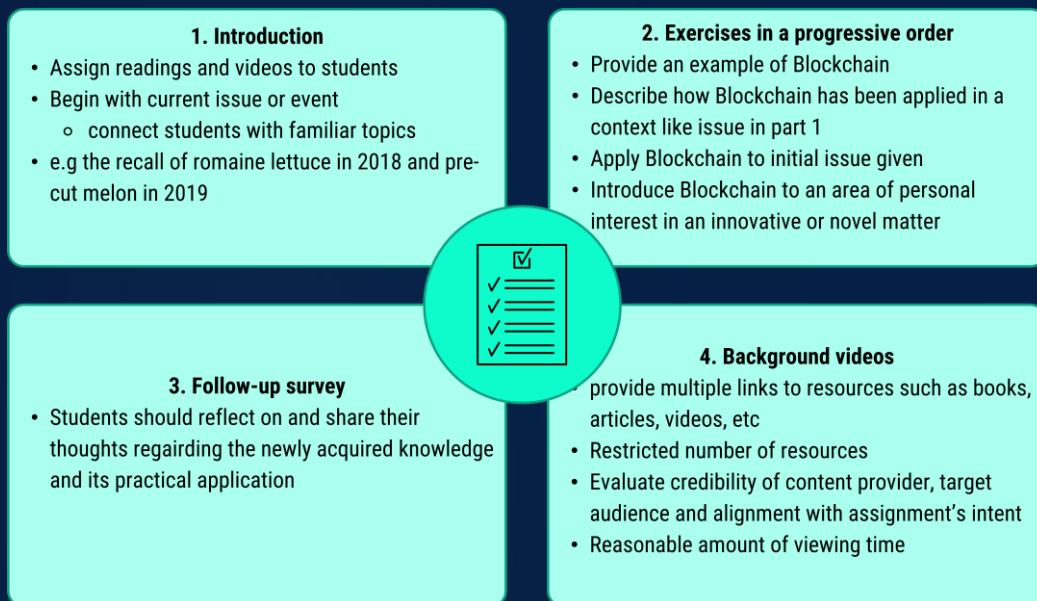 1. Introduction
• Assign readings and videos to students
• Begin with current issue or event
○ connect students with familiar topics
• e.g the recall of romaine lettuce in 2018 and pre-
cut melon in 2019
2. Exercises in a progressive order
• Provide an example of Blockchain
• Describe how Blockchain has been applied in a
context like issue in part 1
• Apply Blockchain to initial issue given
• Introduce Blockchain to an area of personal
interest in an innovative or novel matter
3. Follow-up survey
• Students should reflect on and share their
thoughts regairding the newly acquired knowledge
and its practical application
4. Background videos
• provide multiple links to resources such as books,
articles, videos, etc
• Restricted number of resources
• Evaluate credibility of content provider, target
audience and alignment with assignment's intent
• Reasonable amount of viewing time